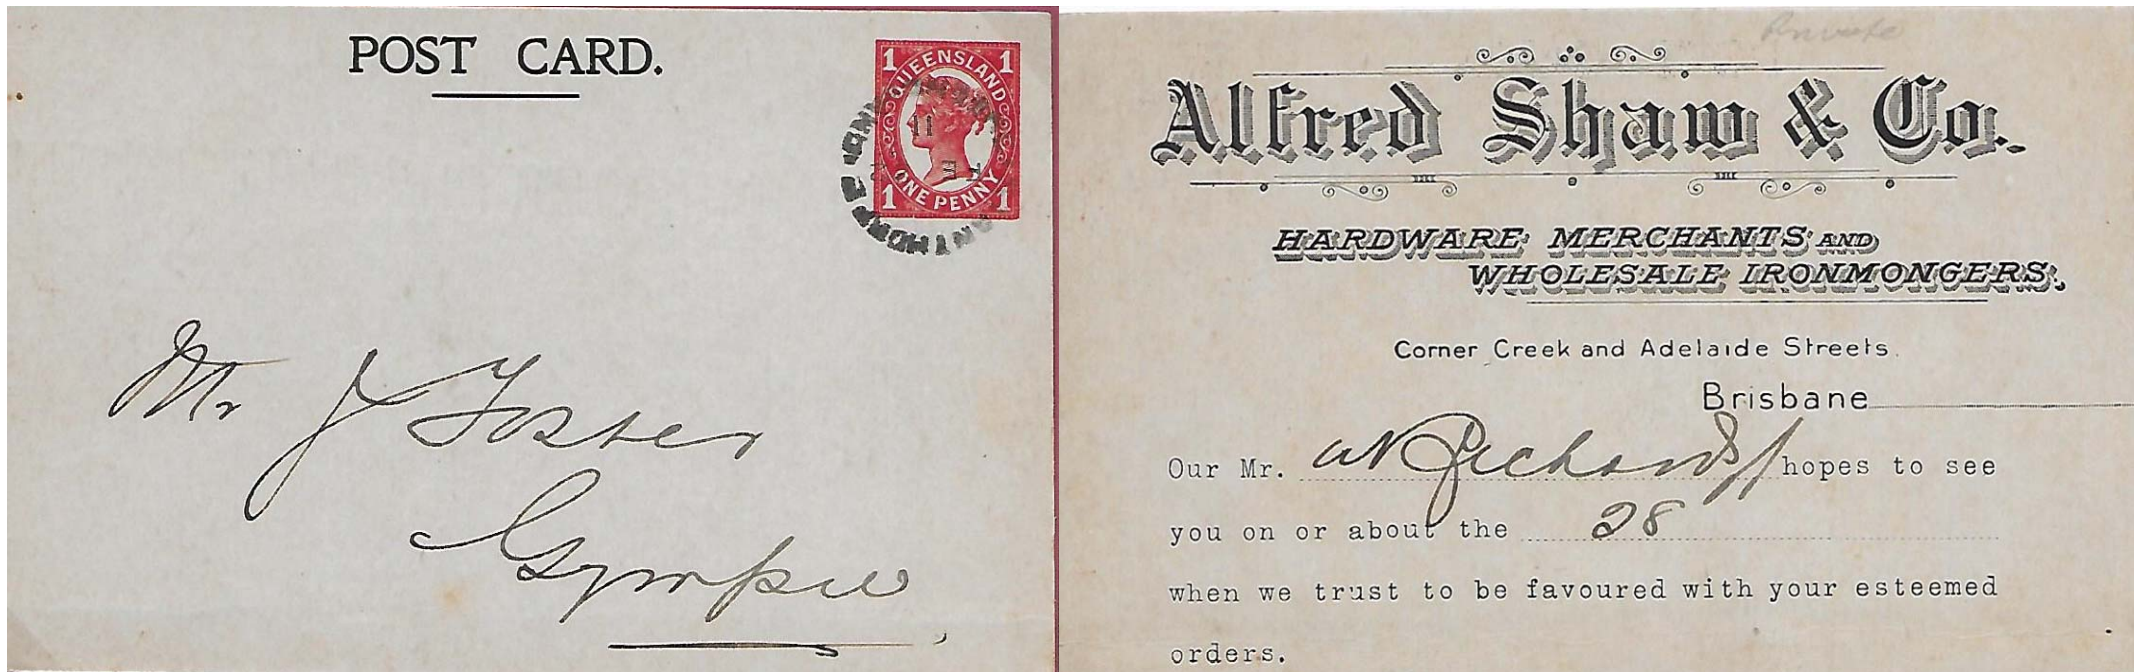 POST CARD.
1 QUEENSLAND 1
11
1 ONE PENNY 1
Mr J Foster
Gympie
Private
Alfred Shaw & Co.
HARDWARE MERCHANTS AND
WHOLESALE IRONMONGERS.
Corner Creek and Adelaide Streets.
Brisbane
Our Mr. W Richards hopes to see
you on or about the 28
when we trust to be favoured with your esteemed
orders.